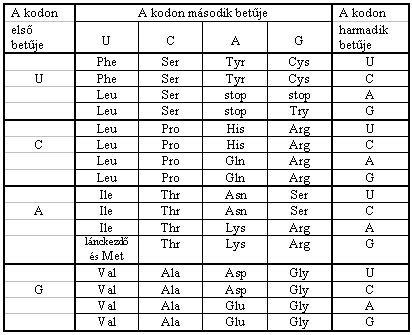 A kodon első betűje A kodon második betűje A kodon harmadik betűje
U C A G
Phe Ser Tyr Cys U
U Phe Ser Tyr Cys C
Leu Ser stop stop A
Leu Ser stop Try G
Leu Pro His Arg U
C Leu Pro His Arg C
Leu Pro Gln Arg A
Leu Pro Gln Arg G
Ile Thr Asn Ser U
A Ile Thr Asn Ser C
Ile Thr Lys Arg A
lánckezdő és Met Thr Lys Arg G
Val Ala Asp Gly U
G Val Ala Asp Gly C
Val Ala Glu Gly A
Val Ala Glu Gly G